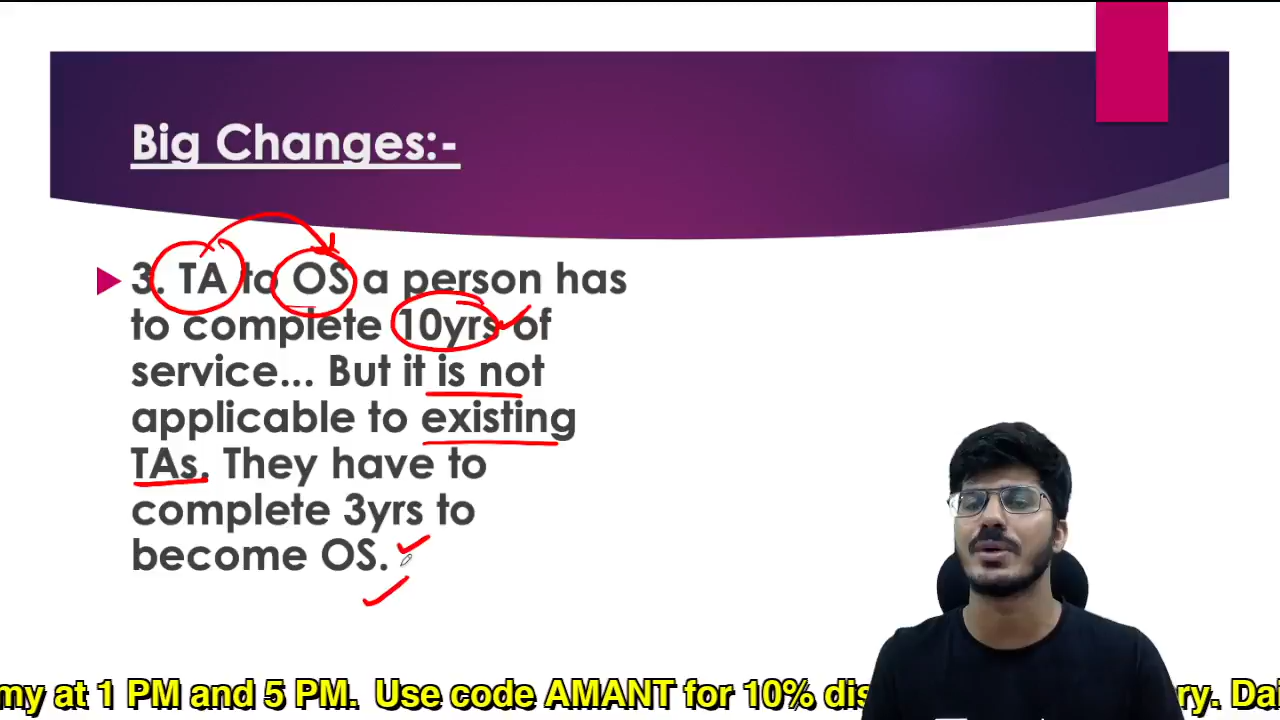 Big Changes:-
3. TA to OS a person has
to complete 10yrs of
service... But it is not
applicable to existing
TAs. They have to
complete 3yrs to
become OS.
my at 1 PM and 5 PM. Use code AMANT for 10% dis ry. Dai